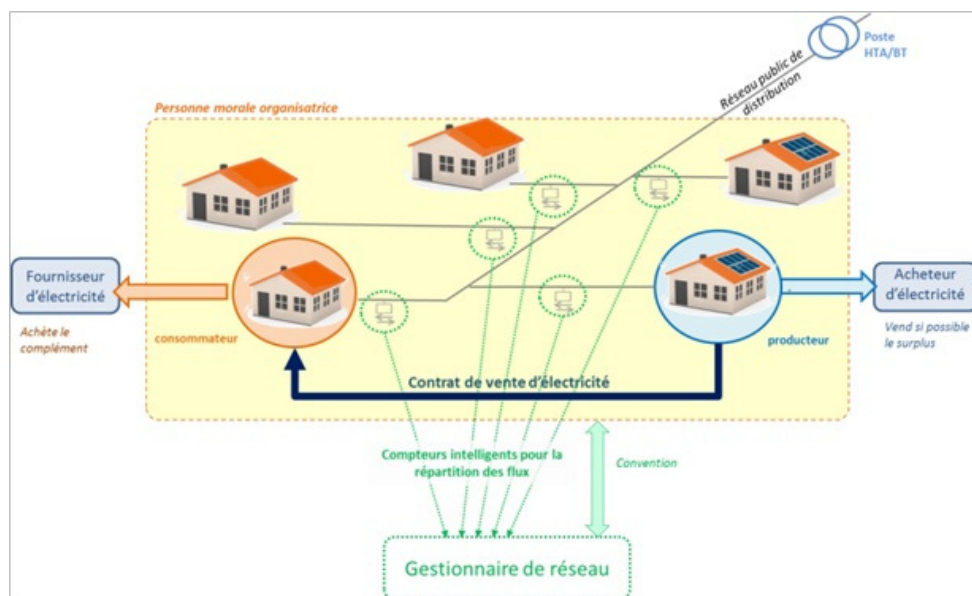 Poste
HTA/BT
Réseau public de
distribution
Personne morale organisatrice
Fournisseur
d'électricité
Achète le
complément
consommateur
producteur
Acheteur
d'électricité
Vend si possible
le surplus
Contrat de vente d'électricité
Compteurs intelligents pour la
répartition des flux
Convention
Gestionnaire de réseau